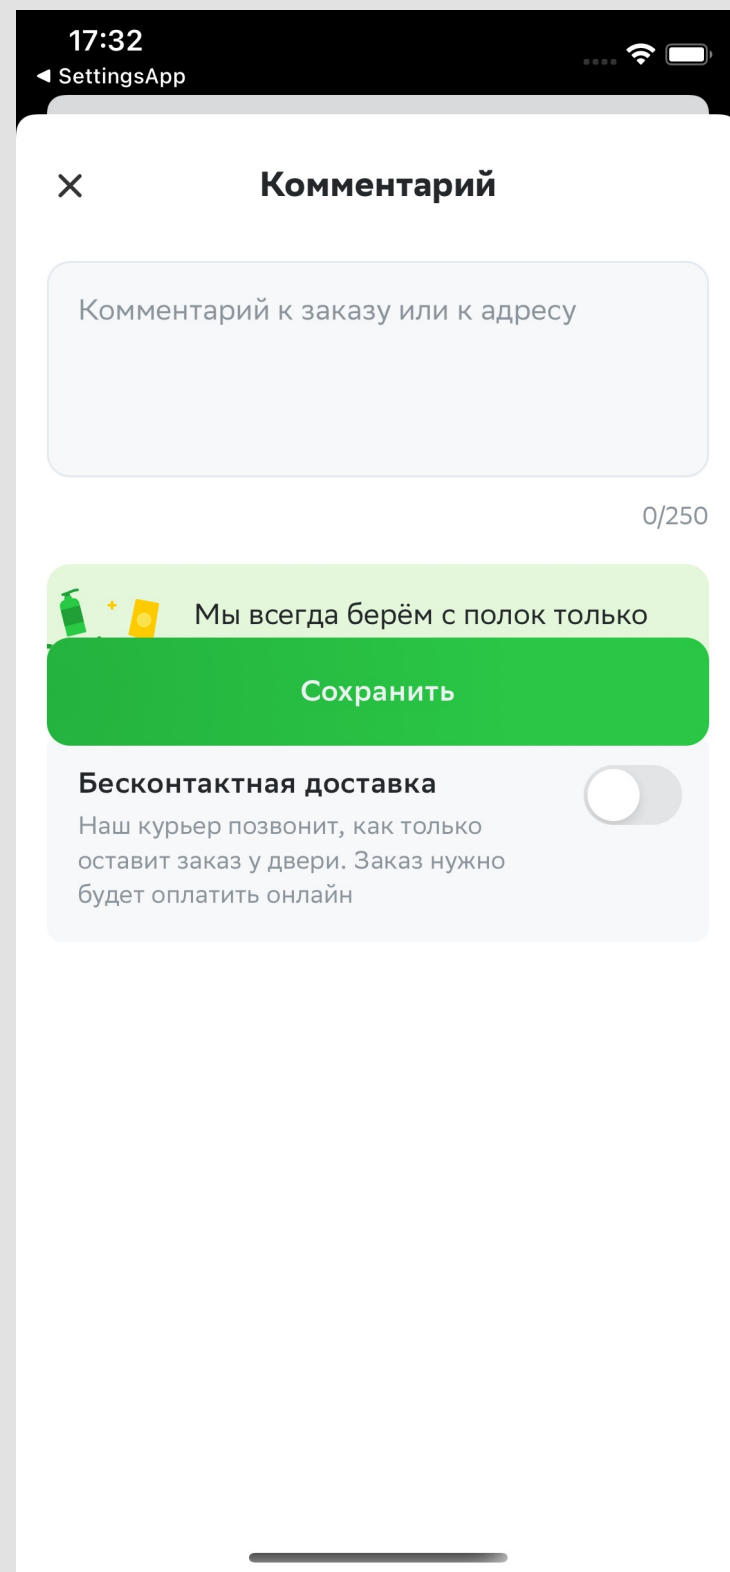 17:32
SettingsApp
Комментарий
Комментарий к заказу или к адресу
0/250
Мы всегда берём с полок только
Сохранить
Бесконтактная доставка
Наш курьер позвонит, как только
оставит заказ у двери. Заказ нужно
будет оплатить онлайн